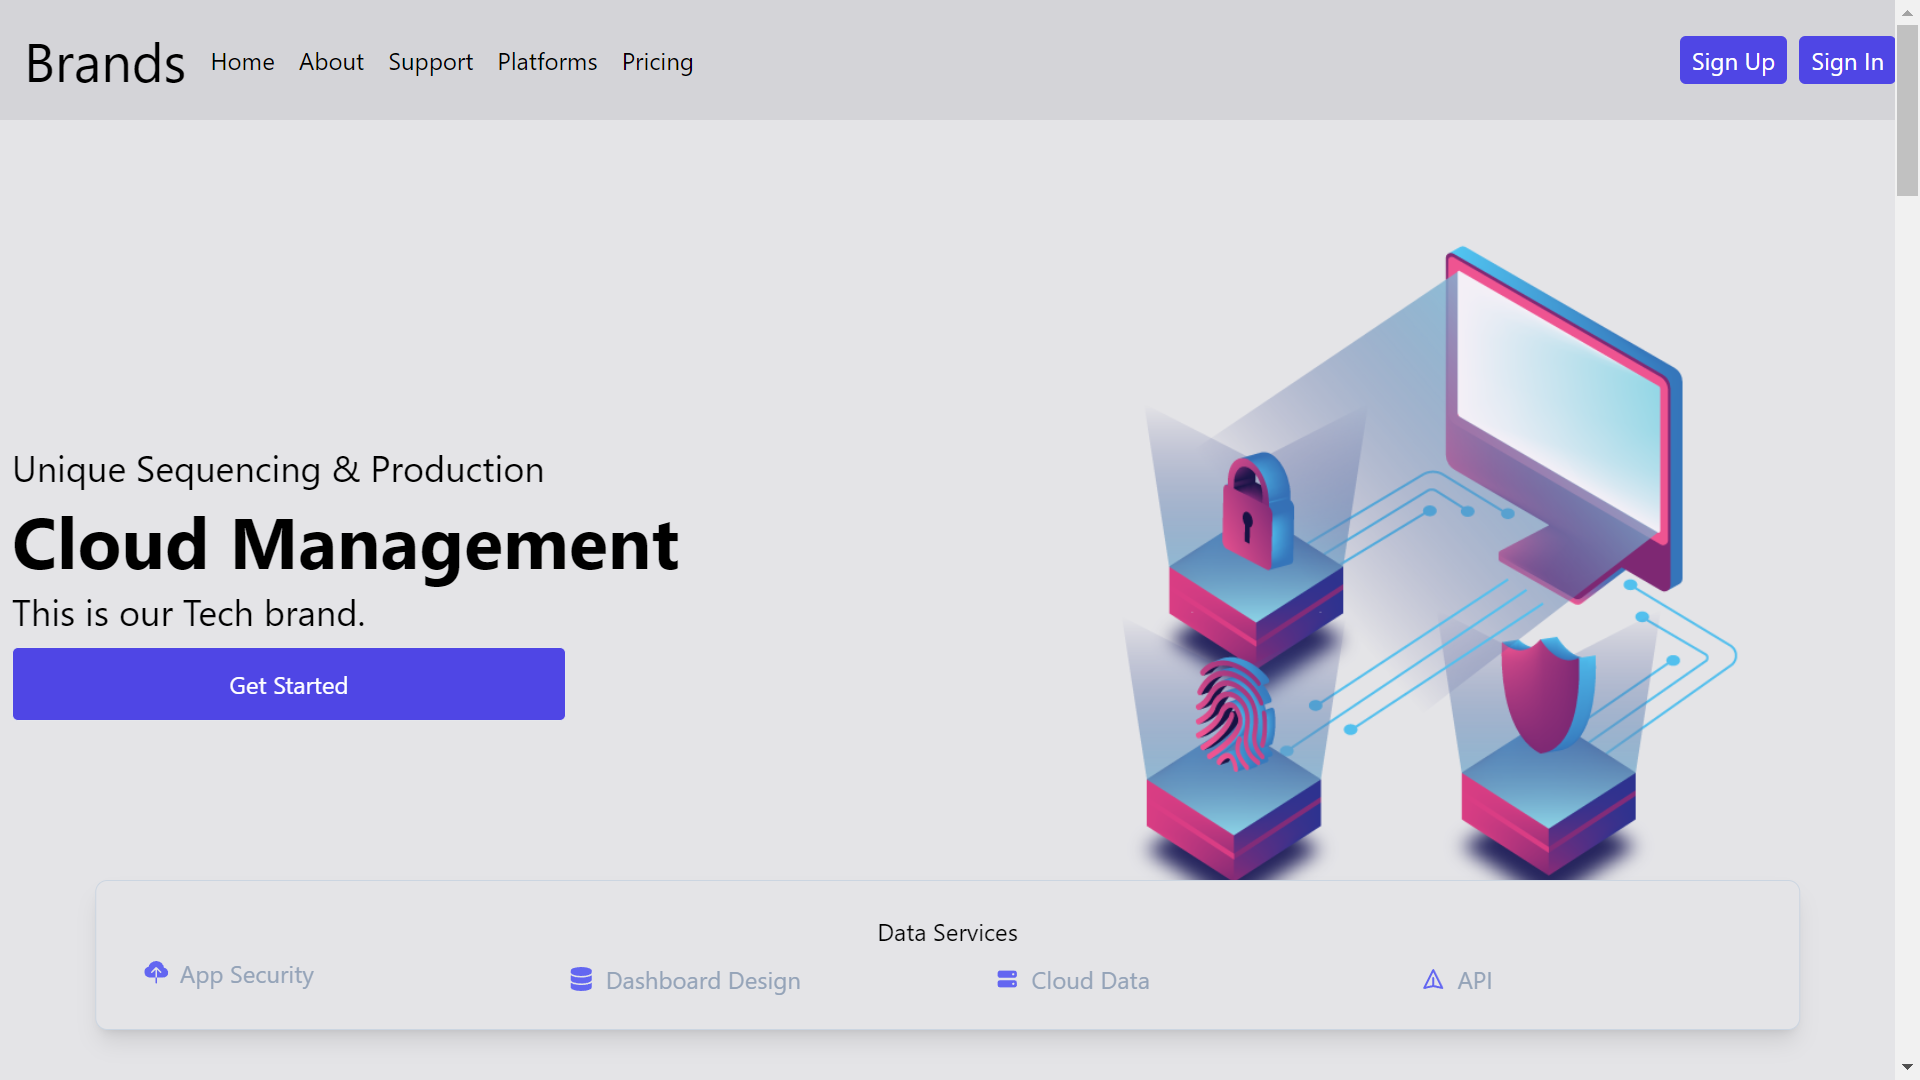 Brands Home About Support Platforms Pricing Sign Up Sign In
Unique Sequencing & Production
Cloud Management
This is our Tech brand.
Get Started
Data Services
App Security Dashboard Design Cloud Data API